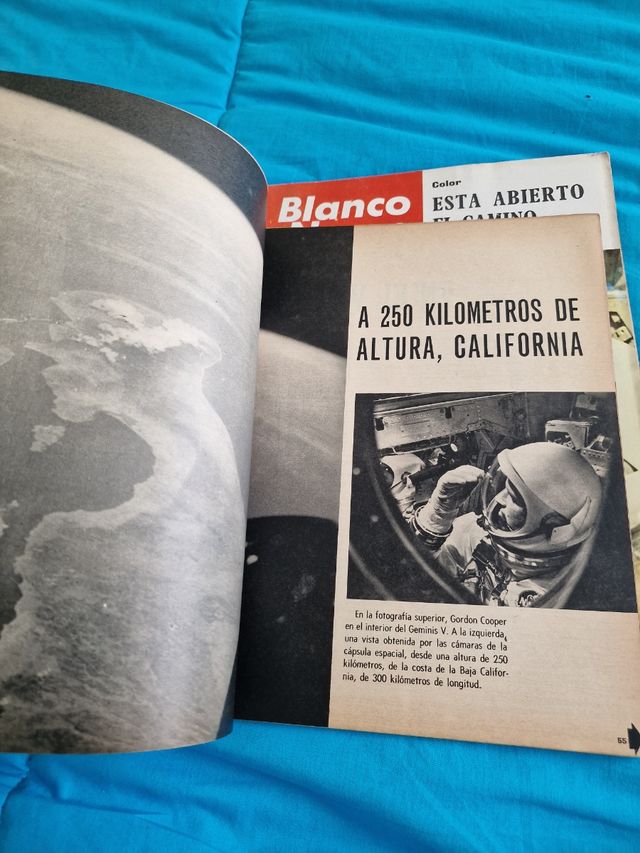 Blanco
Color
ESTA ABIERTO
EL CAMINO
A 250 KILOMETROS DE
ALTURA, CALIFORNIA
En la fotografía superior, Gordon Cooper
en el interior del Geminis V. A la izquierda,
una vista obtenida por las cámaras de la
cápsula espacial, desde una altura de 250
kilómetros, de la costa de la Baja Califor-
nia, de 300 kilómetros de longitud.
55